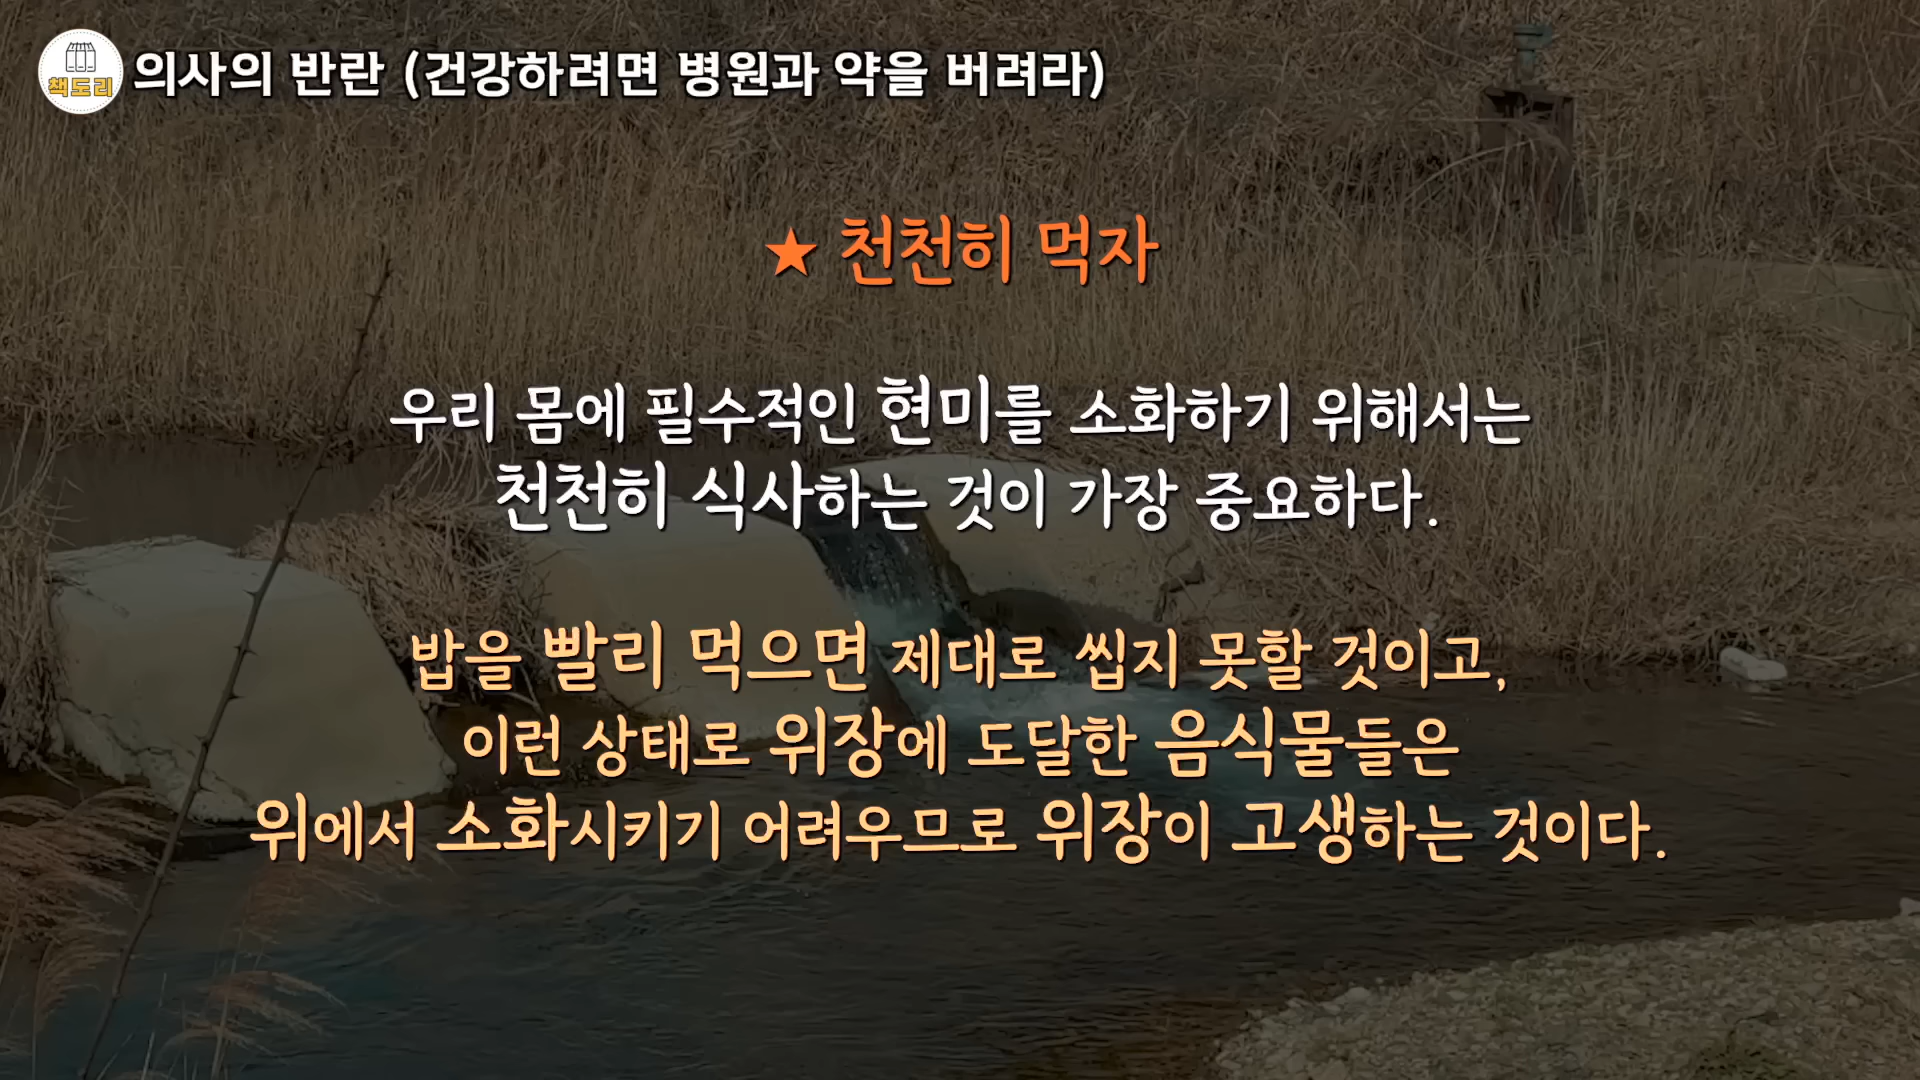 책도리
의사의 반란 (건강하려면 병원과 약을 버려라)
★ 천천히 먹자
우리 몸에 필수적인 현미를 소화하기 위해서는
천천히 식사하는 것이 가장 중요하다.
밥을 빨리 먹으면 제대로 씹지 못할 것이고,
이런 상태로 위장에 도달한 음식물들은
위에서 소화시키기 어려우므로 위장이 고생하는 것이다.